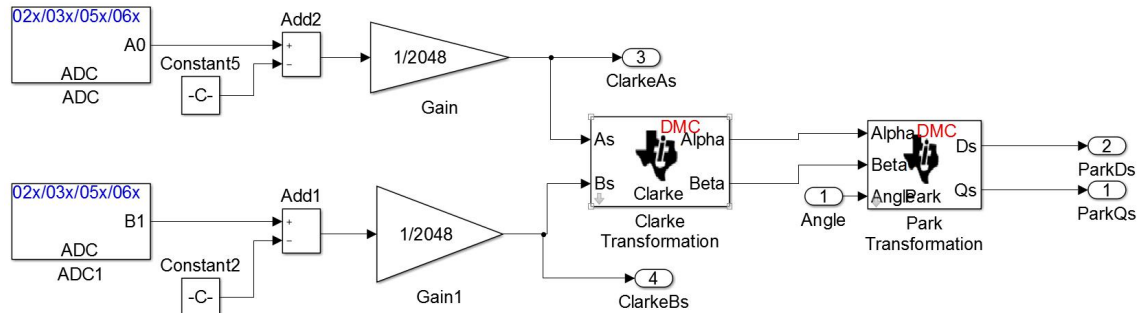 02x/03x/05x/06x
A0
ADC
ADC
Constant5
-C-
Add2
+
−
1/2048
Gain
3
ClarkeAs
DMC
As
Alpha
Bs
Clarke
Beta
Clarke
Transformation
1
Angle
Alpha
DMC
Ds
Beta
Angle
Park
Qs
Park
Transformation
2
ParkDs
1
ParkQs
02x/03x/05x/06x
B1
ADC
ADC1
Constant2
-C-
Add1
+
−
1/2048
Gain1
4
ClarkeBs